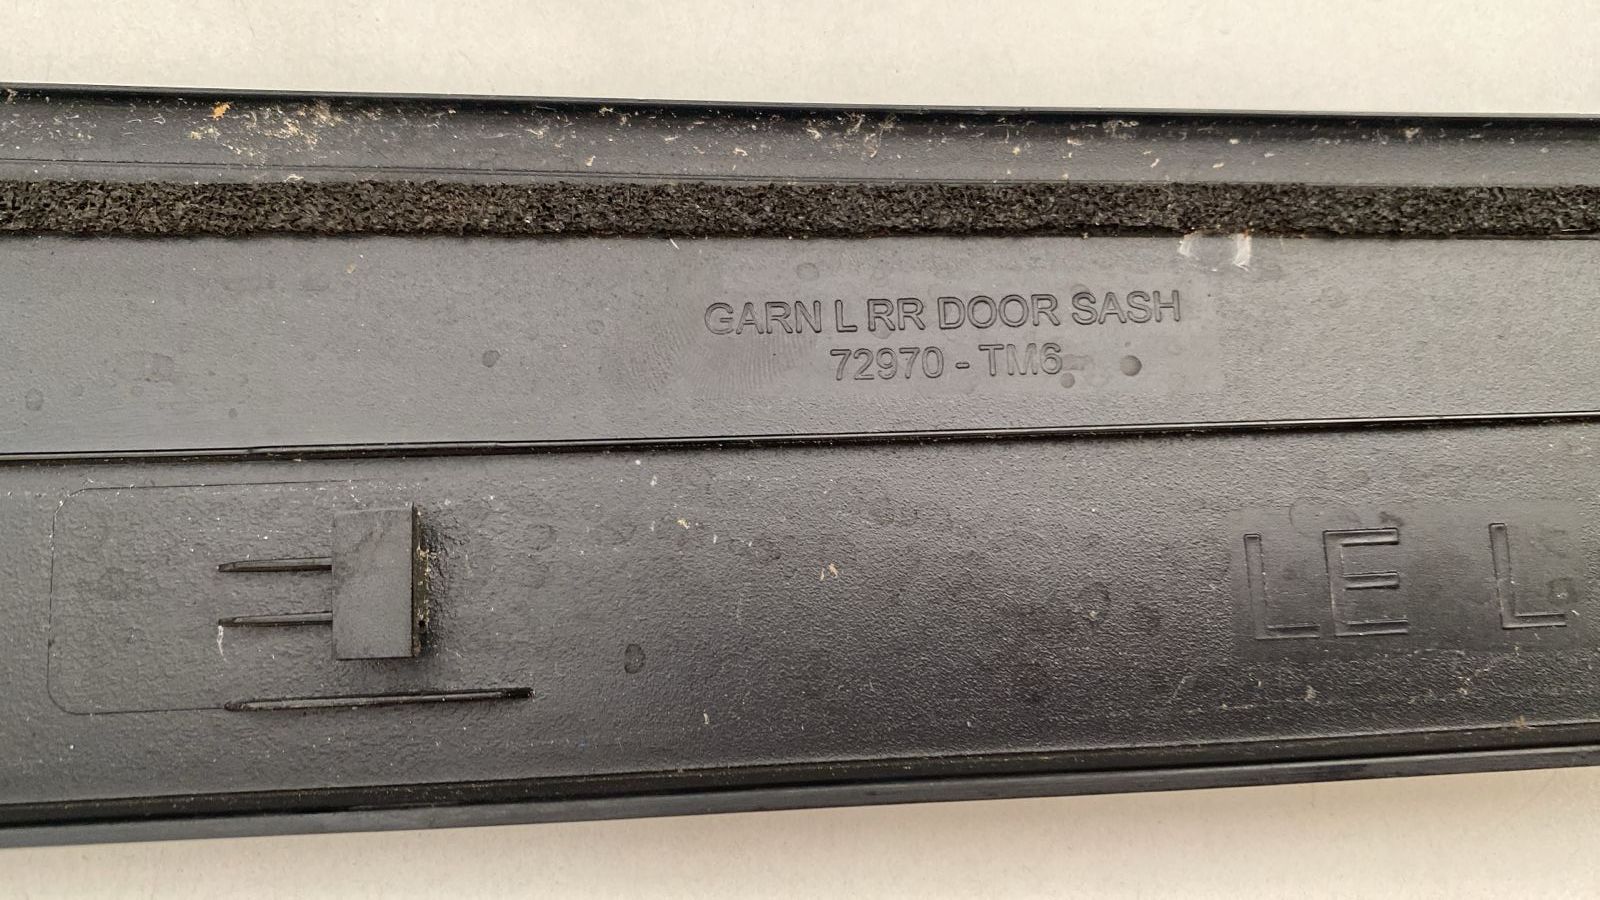 GARN L RR DOOR SASH
72970 - TM6
LE L